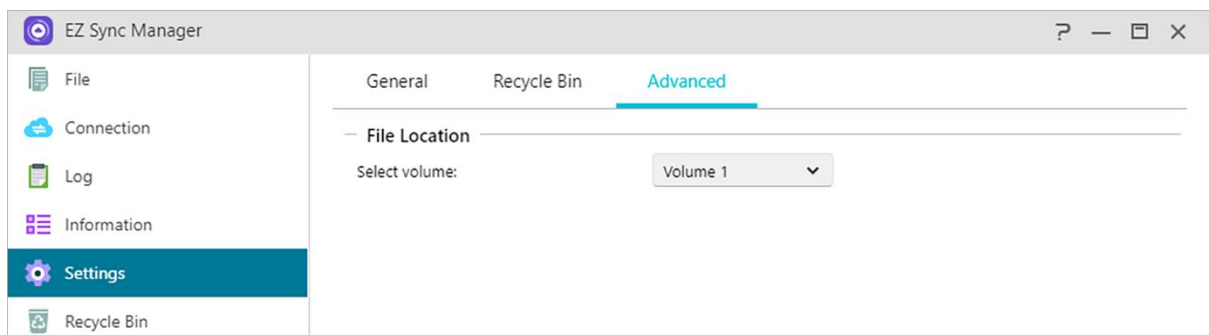 EZ Sync Manager
File
Connection
Log
Information
Settings
Recycle Bin
General Recycle Bin Advanced
File Location
Select volume: Volume 1